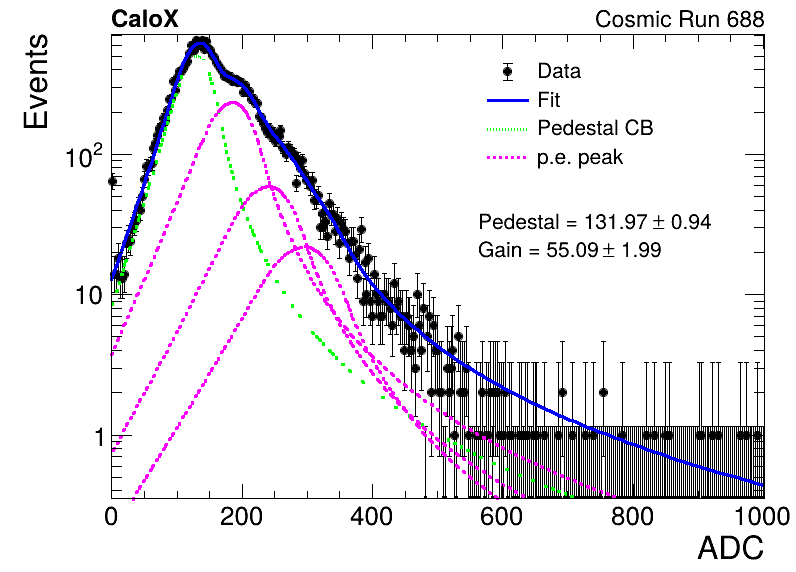 CaloX Cosmic Run 688
Events
Data
Fit
Pedestal CB
p.e. peak
Pedestal = 131.97 ± 0.94
Gain = 55.09 ± 1.99
10²
10
1
0 200 400 600 800 1000
ADC